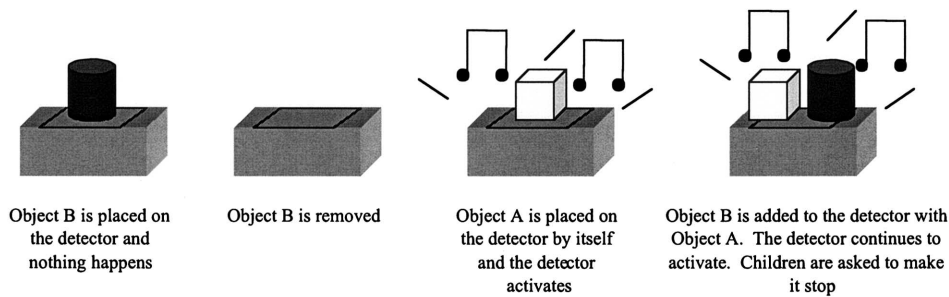 Object B is placed on
the detector and
nothing happens
Object B is removed
Object A is placed on
the detector by itself
and the detector
activates
Object B is added to the detector with
Object A. The detector continues to
activate. Children are asked to make
it stop